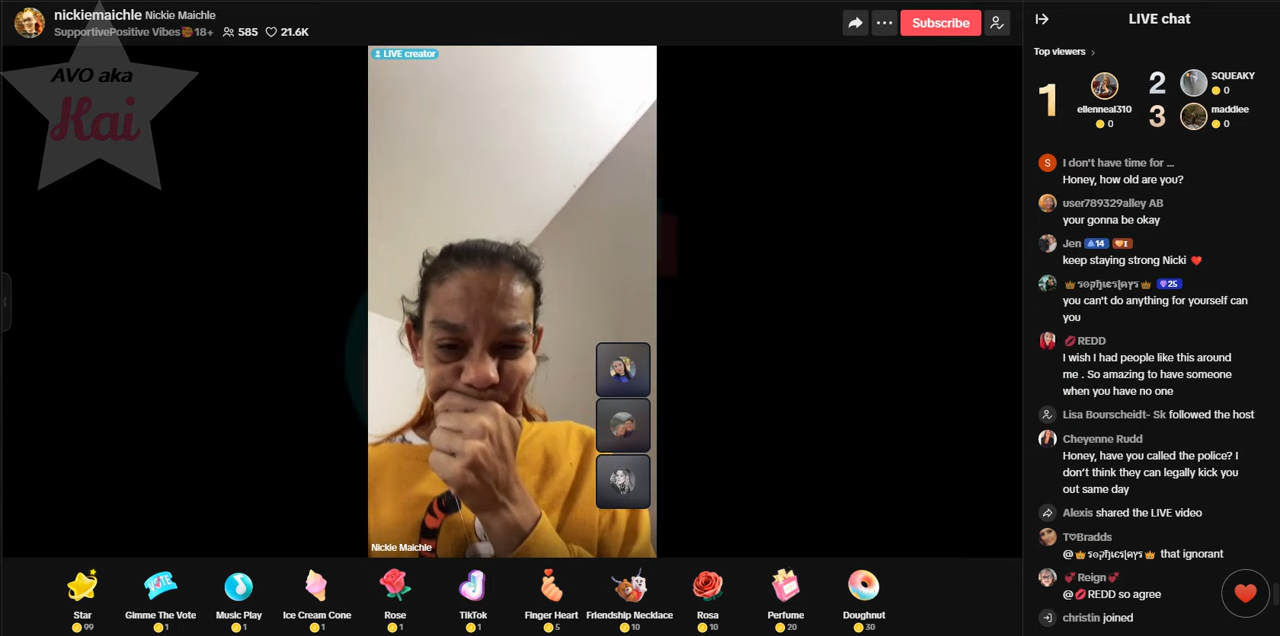 nickiemaichle Nickie Maichle
SupportivePositive Vibes 18+ 585 21.6K
Subscribe
LIVE chat
AVO aka
Kai
LIVE creator
Nickie Maichle
Top viewers
1
ellenneal310
0
2
SQUEAKY
0
3
maddlee
0
S
I don't have time for ...
Honey, how old are you?
user789329alley AB
your gonna be okay
Jen 14 I
keep staying strong Nicki ❤️
25
you can't do anything for yourself can
you
💋REDD
I wish I had people like this around
me . So amazing to have someone
when you have no one
Lisa Bourscheidt- Sk followed the host
Cheyenne Rudd
Honey, have you called the police? I
don't think they can legally kick you
out same day
Alexis shared the LIVE video
T♡Bradds
that ignorant
💞Reign💞
@💋REDD so agree
christin joined
Star
99
Gimme The Vote
1
Music Play
1
Ice Cream Cone
1
Rose
1
TikTok
1
Finger Heart
5
Friendship Necklace
10
Rosa
10
Perfume
20
Doughnut
30